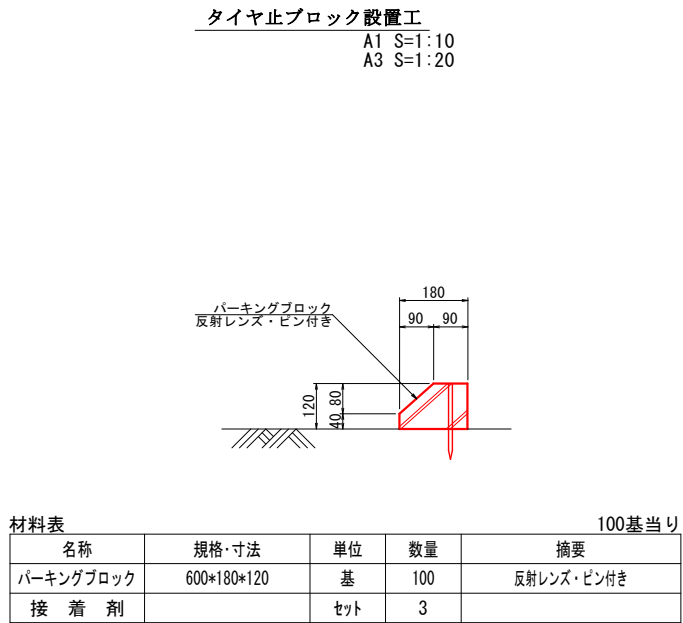 タイヤ止ブロック設置工
A1 S=1:10
A3 S=1:20
180
パーキングブロック
反射レンズ・ピン付き
90 90
120
80
40
材料表 100基当り
名称 規格・寸法 単位 数量 摘要
パーキングブロック 600*180*120 基 100 反射レンズ・ピン付き
接着剤 セット 3